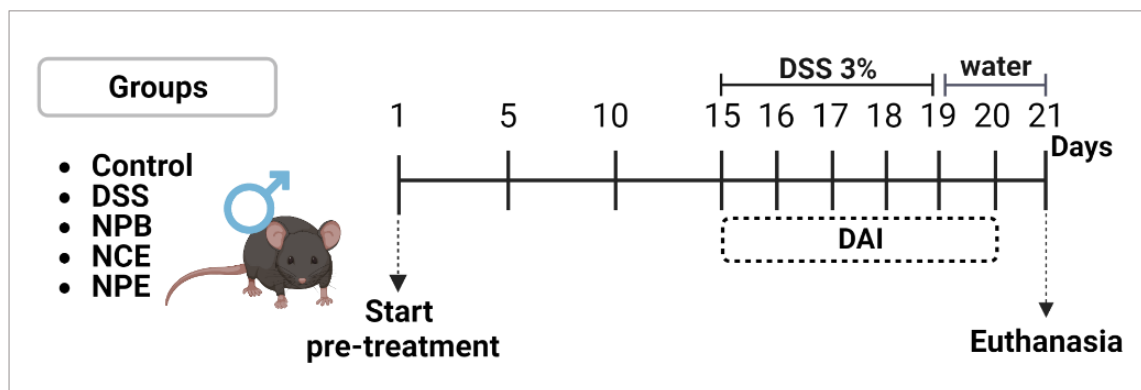 Groups
• Control
• DSS
• NPB
• NCE
• NPE
DSS 3% water
1 5 10 15 16 17 18 19 20 21
Days
DAI
Start
pre-treatment
Euthanasia